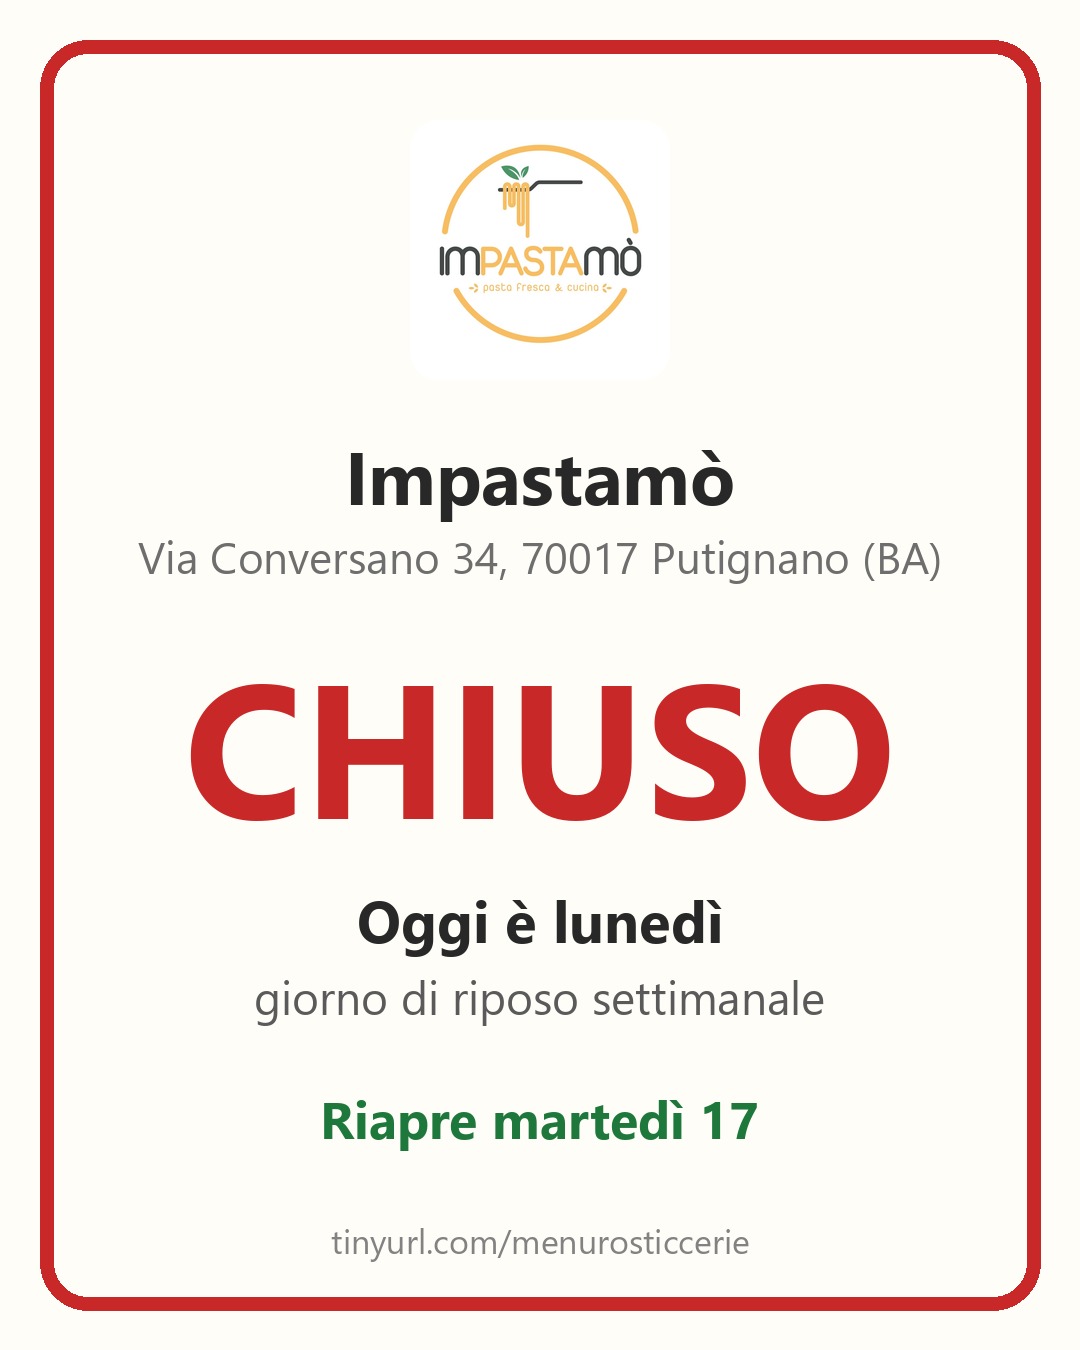 IMPASTAMÒ
pasta fresca & cucina
Impastamò
Via Conversano 34, 70017 Putignano (BA)
CHIUSO
Oggi è lunedì
giorno di riposo settimanale
Riapre martedì 17
tinyurl.com/menurosticcerie